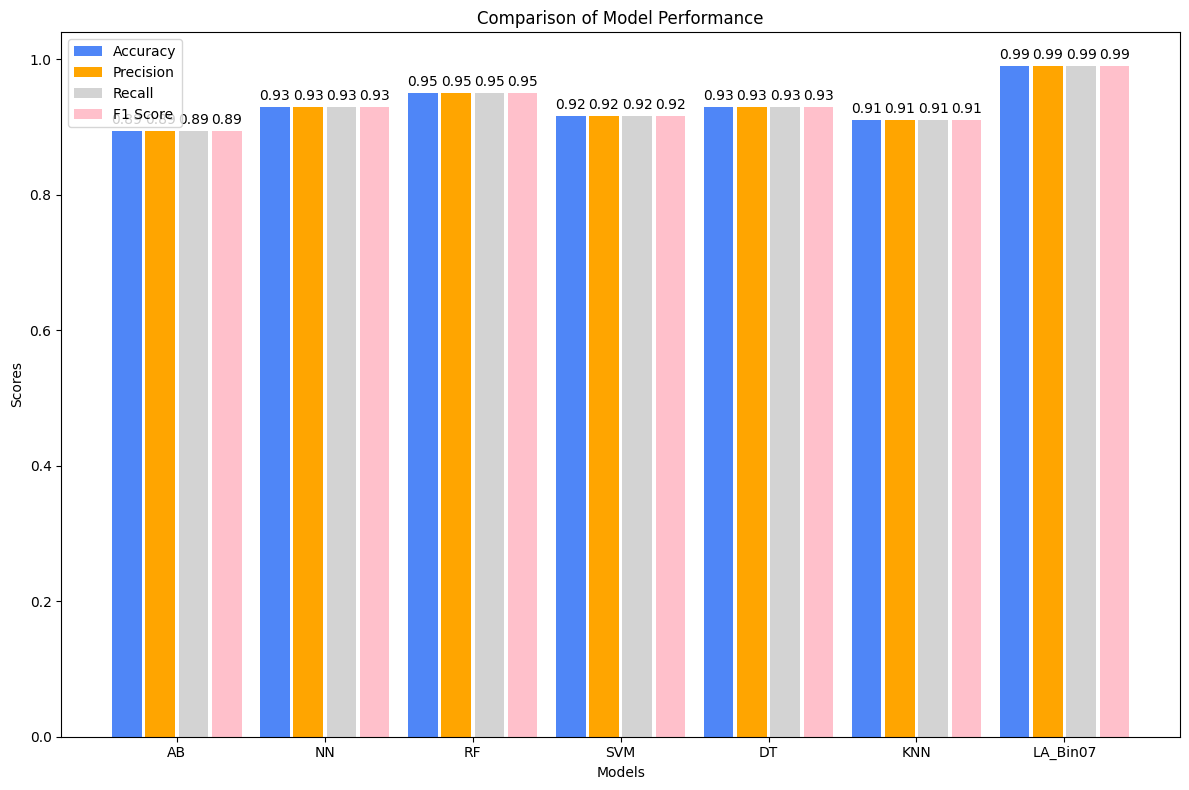 Comparison of Model Performance
Accuracy
Precision
Recall
F1 Score
0.89 0.89 0.89 0.89
0.93 0.93 0.93 0.93
0.95 0.95 0.95 0.95
0.92 0.92 0.92 0.92
0.93 0.93 0.93 0.93
0.91 0.91 0.91 0.91
0.99 0.99 0.99 0.99
1.0
0.8
0.6
0.4
0.2
0.0
Scores
AB NN RF SVM DT KNN LA_Bin07
Models